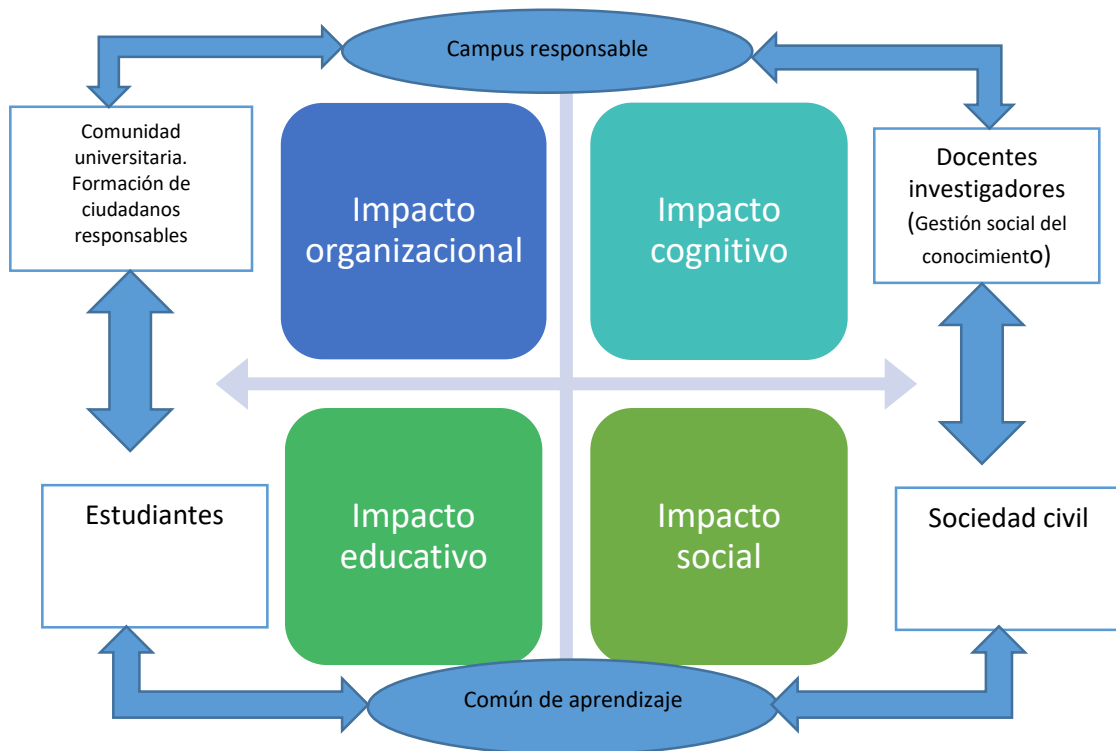 Campus responsable
Comunidad
universitaria.
Formación de
ciudadanos
responsables
Impacto
organizacional
Impacto
cognitivo
Docentes
investigadores
(Gestión social del
conocimiento)
Estudiantes
Impacto
educativo
Impacto
social
Sociedad civil
Común de aprendizaje